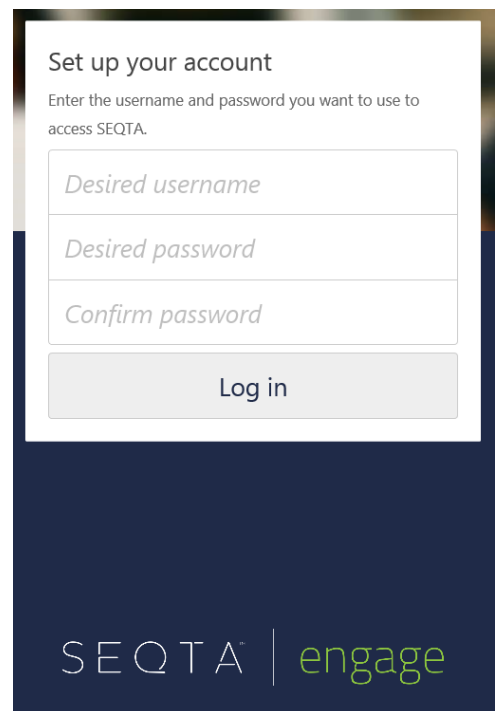 Set up your account
Enter the username and password you want to use to
access SEQTA.
Desired username
Desired password
Confirm password
Log in
SEQTA™ | engage